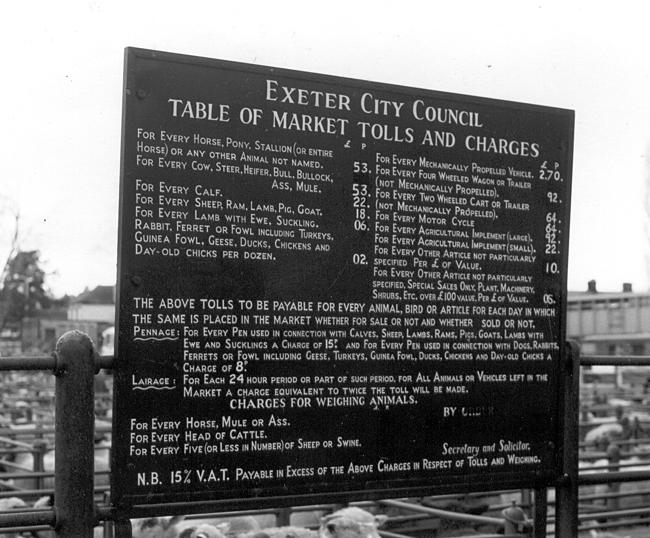 EXETER CITY COUNCIL
TABLE OF MARKET TOLLS AND CHARGES
£ P
FOR EVERY HORSE, PONY, STALLION (OR ENTIRE
HORSE) OR ANY OTHER ANIMAL NOT NAMED. 53.
FOR EVERY COW, STEER, HEIFER, BULL, BULLOCK,
ASS, MULE. 53.
FOR EVERY CALF. 22.
FOR EVERY SHEEP, RAM, LAMB, PIG, GOAT. 18.
FOR EVERY LAMB WITH EWE, SUCKLING. 06.
RABBIT, FERRET OR FOWL INCLUDING TURKEYS,
GUINEA FOWL, GEESE, DUCKS, CHICKENS AND
DAY-OLD CHICKS PER DOZEN. 02.
£ P
FOR EVERY MECHANICALLY PROPELLED VEHICLE. 2.70.
FOR EVERY FOUR WHEELED WAGON OR TRAILER
(NOT MECHANICALLY PROPELLED). 92.
FOR EVERY TWO WHEELED CART OR TRAILER
(NOT MECHANICALLY PROPELLED). 64.
FOR EVERY MOTOR CYCLE 64.
FOR EVERY AGRICULTURAL IMPLEMENT (LARGE). 92.
FOR EVERY AGRICULTURAL IMPLEMENT (SMALL). 22.
FOR EVERY OTHER ARTICLE NOT PARTICULARLY
SPECIFIED PER £ OF VALUE. 10.
FOR EVERY OTHER ARTICLE NOT PARTICULARLY
SPECIFIED, SPECIAL SALES ONLY, PLANT, MACHINERY,
SHRUBS, ETC. OVER £100 VALUE. PER £ OF VALUE. 05.
THE ABOVE TOLLS TO BE PAYABLE FOR EVERY ANIMAL, BIRD OR ARTICLE FOR EACH DAY IN WHICH
THE SAME IS PLACED IN THE MARKET WHETHER FOR SALE OR NOT AND WHETHER SOLD OR NOT.
PENNAGE: FOR EVERY PEN USED IN CONNECTION WITH CALVES, SHEEP, LAMBS, RAMS, PIGS, GOATS, LAMBS WITH
EWE AND SUCKLINGS A CHARGE OF 15P AND FOR EVERY PEN USED IN CONNECTION WITH DOGS, RABBITS,
FERRETS OR FOWL INCLUDING GEESE, TURKEYS, GUINEA FOWL, DUCKS, CHICKENS AND DAY-OLD CHICKS A
CHARGE OF 8P
LAIRAGE: FOR EACH 24 HOUR PERIOD OR PART OF SUCH PERIOD, FOR ALL ANIMALS OR VEHICLES LEFT IN THE
MARKET A CHARGE EQUIVALENT TO TWICE THE TOLL WILL BE MADE.
CHARGES FOR WEIGHING ANIMALS.
BY ORDER
FOR EVERY HORSE, MULE OR ASS.
FOR EVERY HEAD OF CATTLE.
FOR EVERY FIVE (OR LESS IN NUMBER) OF SHEEP OR SWINE.
Secretary and Solicitor.
N.B. 15% V.A.T. PAYABLE IN EXCESS OF THE ABOVE CHARGES IN RESPECT OF TOLLS AND WEIGHING.